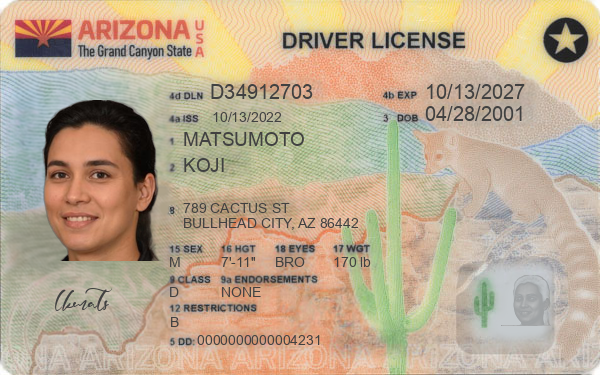 ARIZONA USA
The Grand Canyon State
DRIVER LICENSE
4d DLN D34912703 4b EXP 10/13/2027
4a ISS 10/13/2022 3 DOB 04/28/2001
1 MATSUMOTO
2 KOJI
8 789 CACTUS ST
BULLHEAD CITY, AZ 86442
15 SEX 16 HGT 18 EYES 17 WGT
M 7'-11" BRO 170 lb
9 CLASS 9a ENDORSEMENTS
D NONE
12 RESTRICTIONS
B
5 DD: 0000000000004231
ARIZONA ARIZONA ARIZONA ARIZONA